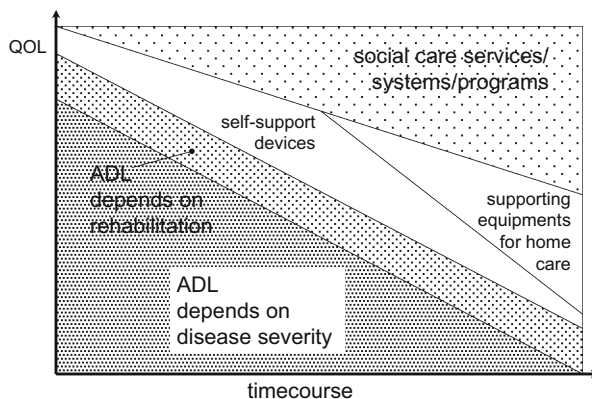 QOL
social care services/
systems/programs
self-support
devices
ADL
depends on
rehabilitation
supporting
equipments
for home
care
ADL
depends on
disease severity
timecourse